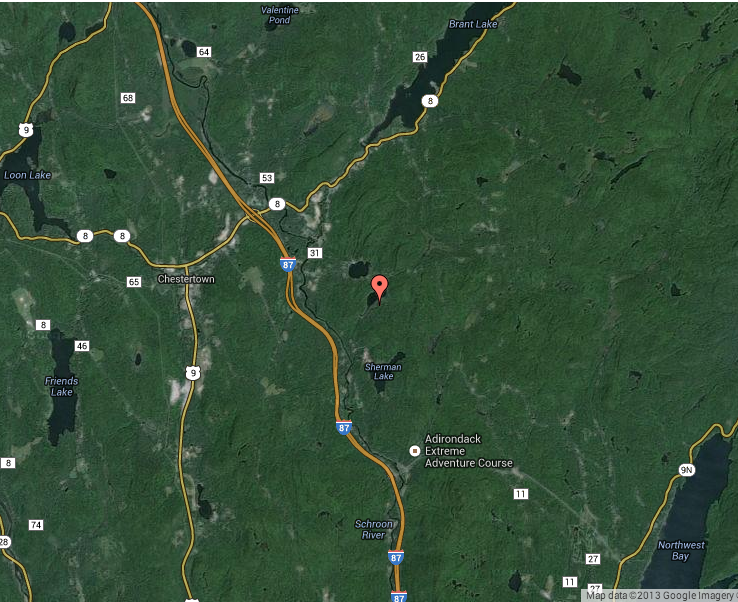 Valentine
Pond
Brant Lake
64
26
68
8
9
Loon Lake
53
8
8
8
31
87
65
Chestertown
8
46
Sherman
Lake
9
Friends
Lake
87
Adirondack
Extreme
Adventure Course
8
9N
11
74
Schroon
River
28
Northwest
Bay
87
27
11
27
87
Map data ©2013 Google Imagery